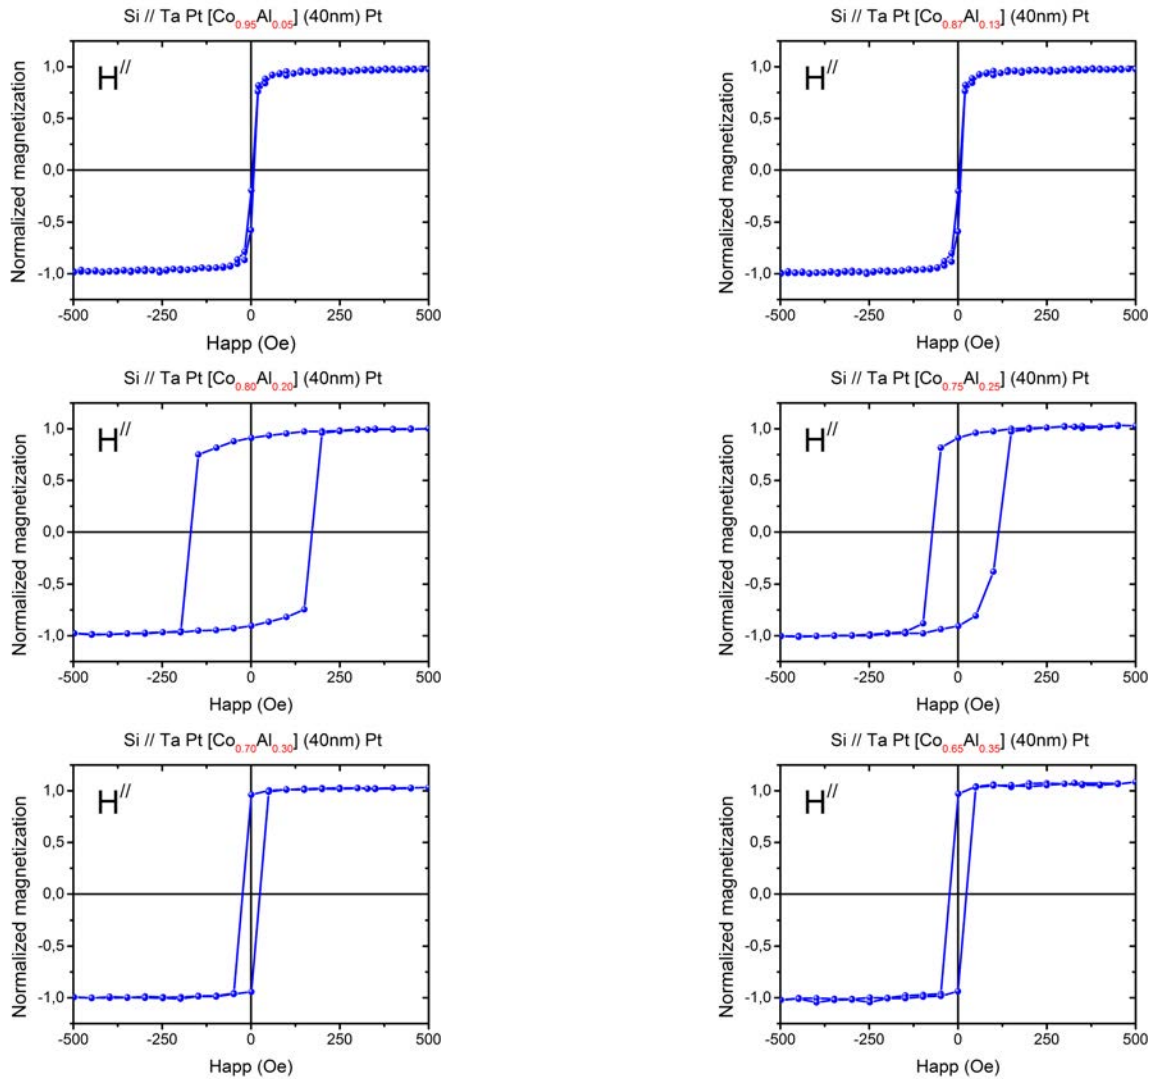 Si // Ta Pt [Co0.95Al0.05] (40nm) Pt
H//
Normalized magnetization
1,0
0,5
0,0
-0,5
-1,0
-500 -250 0 250 500
Happ (Oe)
Si // Ta Pt [Co0.87Al0.13] (40nm) Pt
H//
Normalized magnetization
1,0
0,5
0,0
-0,5
-1,0
-500 -250 0 250 500
Happ (Oe)
Si // Ta Pt [Co0.80Al0.20] (40nm) Pt
H//
Normalized magnetization
1,0
0,5
0,0
-0,5
-1,0
-500 -250 0 250 500
Happ (Oe)
Si // Ta Pt [Co0.75Al0.25] (40nm) Pt
H//
Normalized magnetization
1,0
0,5
0,0
-0,5
-1,0
-500 -250 0 250 500
Happ (Oe)
Si // Ta Pt [Co0.70Al0.30] (40nm) Pt
H//
Normalized magnetization
1,0
0,5
0,0
-0,5
-1,0
-500 -250 0 250 500
Happ (Oe)
Si // Ta Pt [Co0.65Al0.35] (40nm) Pt
H//
Normalized magnetization
1,0
0,5
0,0
-0,5
-1,0
-500 -250 0 250 500
Happ (Oe)